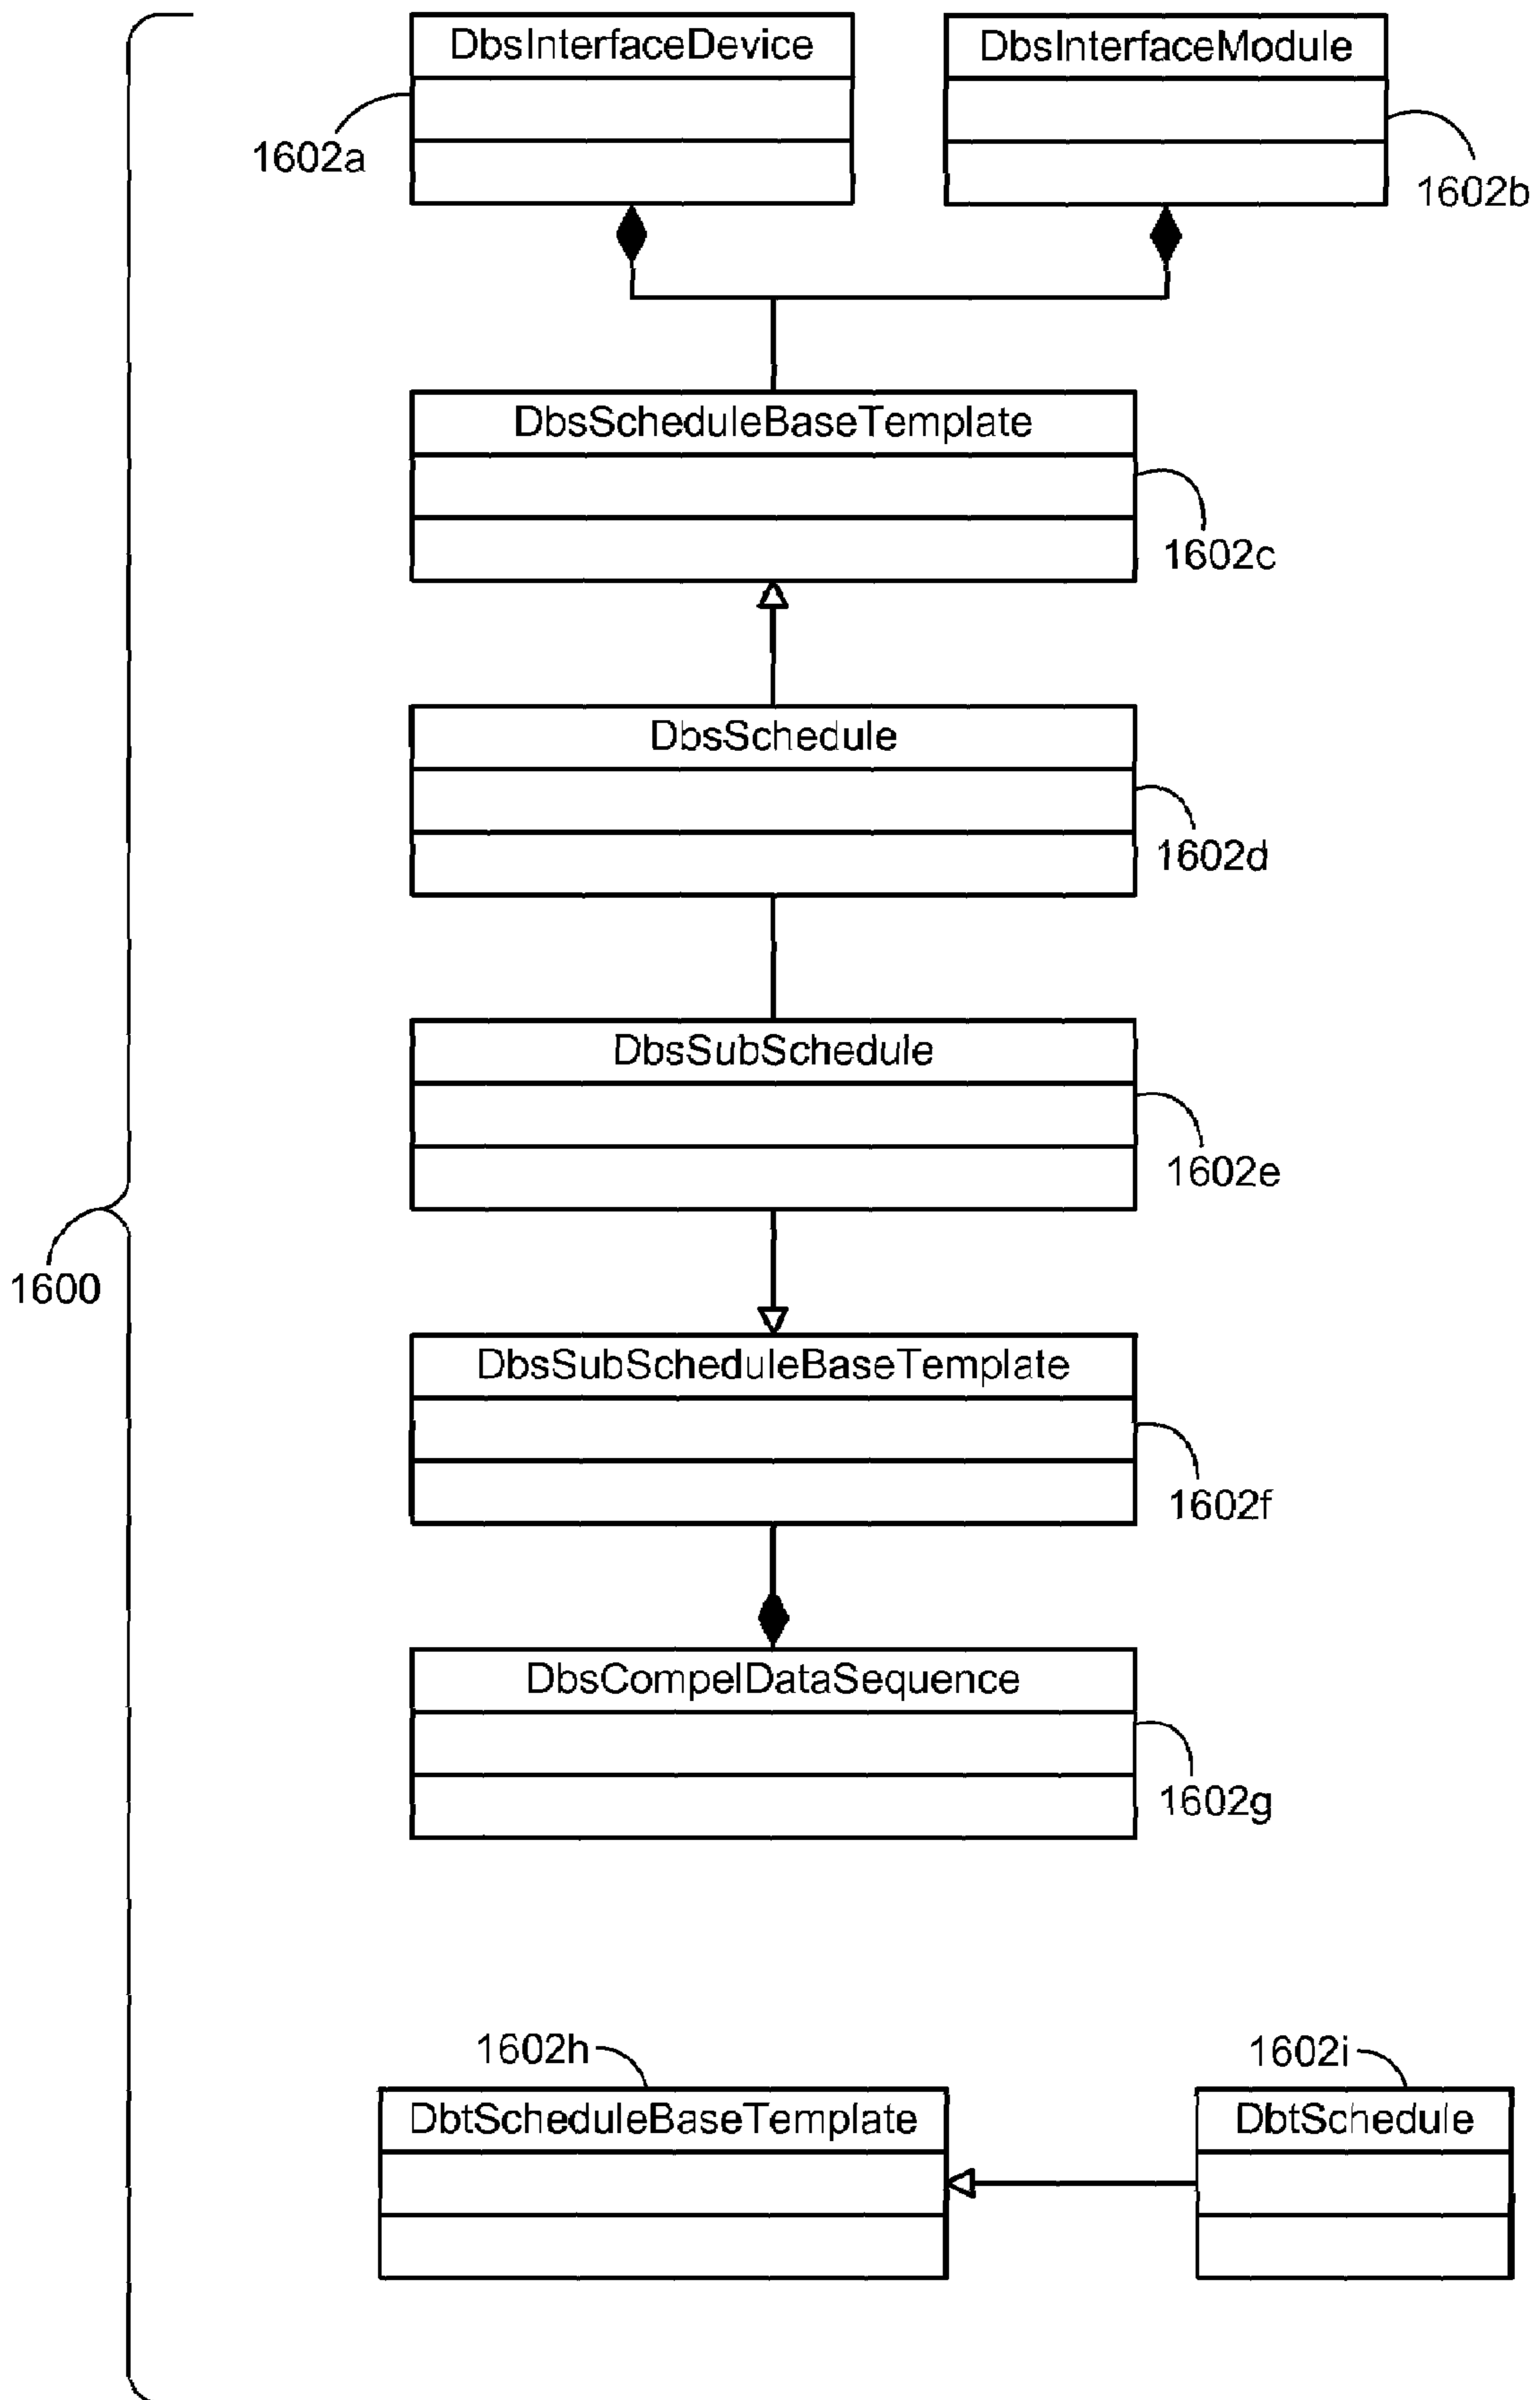 DbsInterfaceDevice
DbsInterfaceModule
1602a
1602b
DbsScheduleBaseTemplate
1602c
DbsSchedule
1602d
DbsSubSchedule
1602e
1600
DbsSubScheduleBaseTemplate
1602f
DbsCompelDataSequence
1602g
1602h
1602i
DbtScheduleBaseTemplate
DbtSchedule